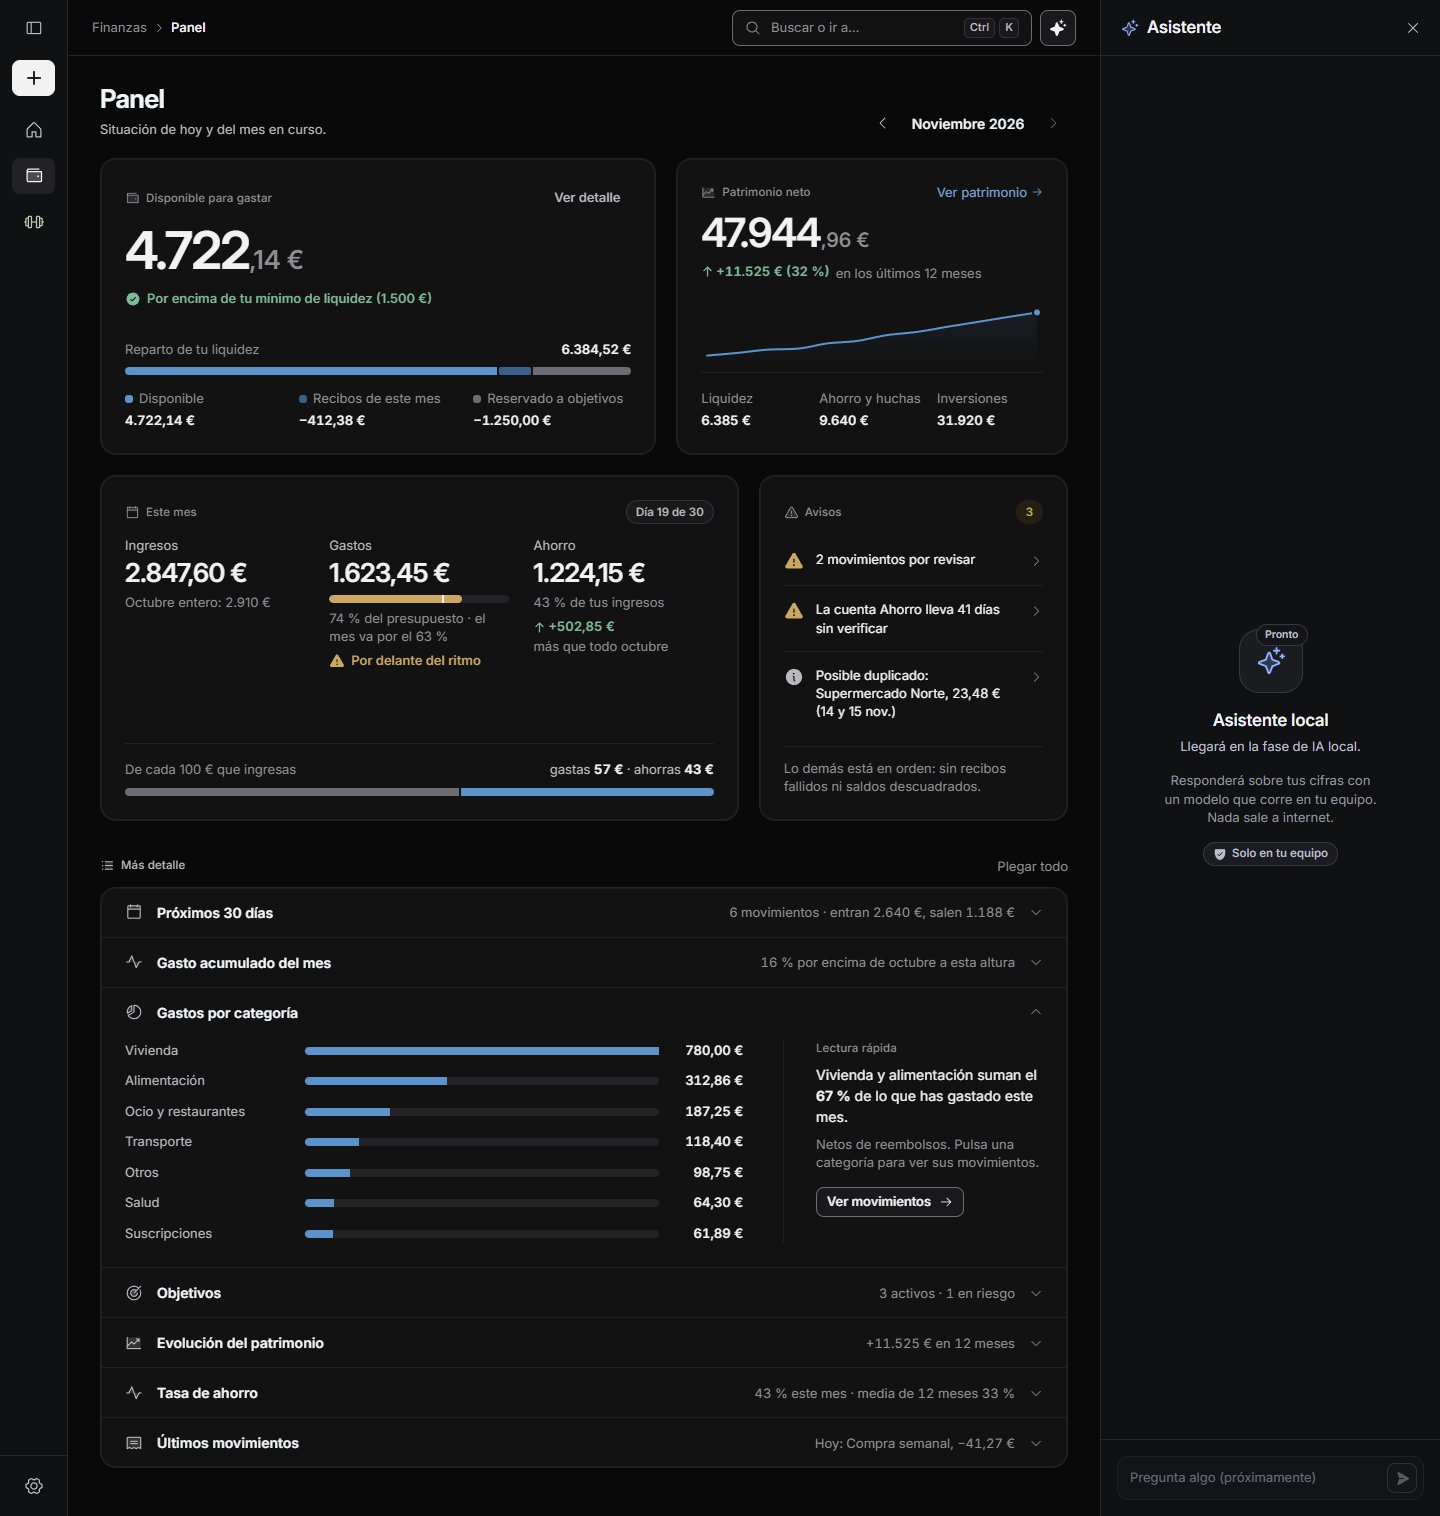 Finanzas > Panel
Buscar o ir a...
Ctrl K
Asistente
Panel
Situación de hoy y del mes en curso.
Noviembre 2026
Disponible para gastar
Ver detalle
4.722,14 €
Por encima de tu mínimo de liquidez (1.500 €)
Reparto de tu liquidez
6.384,52 €
Disponible
4.722,14 €
Recibos de este mes
−412,38 €
Reservado a objetivos
−1.250,00 €
Patrimonio neto
Ver patrimonio →
47.944,96 €
↑ +11.525 € (32 %) en los últimos 12 meses
Liquidez
6.385 €
Ahorro y huchas
9.640 €
Inversiones
31.920 €
Este mes
Día 19 de 30
Ingresos
2.847,60 €
Octubre entero: 2.910 €
Gastos
1.623,45 €
74 % del presupuesto · el
mes va por el 63 %
Por delante del ritmo
Ahorro
1.224,15 €
43 % de tus ingresos
↑ +502,85 €
más que todo octubre
De cada 100 € que ingresas
gastas 57 € · ahorras 43 €
Avisos
3
2 movimientos por revisar
La cuenta Ahorro lleva 41 días
sin verificar
Posible duplicado:
Supermercado Norte, 23,48 €
(14 y 15 nov.)
Lo demás está en orden: sin recibos
fallidos ni saldos descuadrados.
Más detalle
Plegar todo
Próximos 30 días
6 movimientos · entran 2.640 €, salen 1.188 €
Gasto acumulado del mes
16 % por encima de octubre a esta altura
Gastos por categoría
Vivienda
780,00 €
Alimentación
312,86 €
Ocio y restaurantes
187,25 €
Transporte
118,40 €
Otros
98,75 €
Salud
64,30 €
Suscripciones
61,89 €
Lectura rápida
Vivienda y alimentación suman el
67 % de lo que has gastado este
mes.
Netos de reembolsos. Pulsa una
categoría para ver sus movimientos.
Ver movimientos →
Objetivos
3 activos · 1 en riesgo
Evolución del patrimonio
+11.525 € en 12 meses
Tasa de ahorro
43 % este mes · media de 12 meses 33 %
Últimos movimientos
Hoy: Compra semanal, −41,27 €
Pronto
Asistente local
Llegará en la fase de IA local.
Responderá sobre tus cifras con
un modelo que corre en tu equipo.
Nada sale a internet.
Solo en tu equipo
Pregunta algo (próximamente)